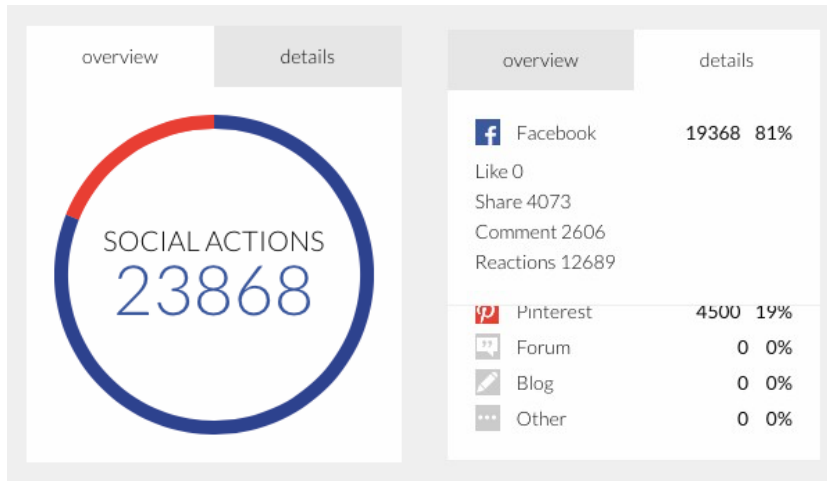 overview details
SOCIAL ACTIONS
23868
overview details
Facebook 19368 81%
Like 0
Share 4073
Comment 2606
Reactions 12689
Pinterest 4500 19%
Forum 0 0%
Blog 0 0%
Other 0 0%